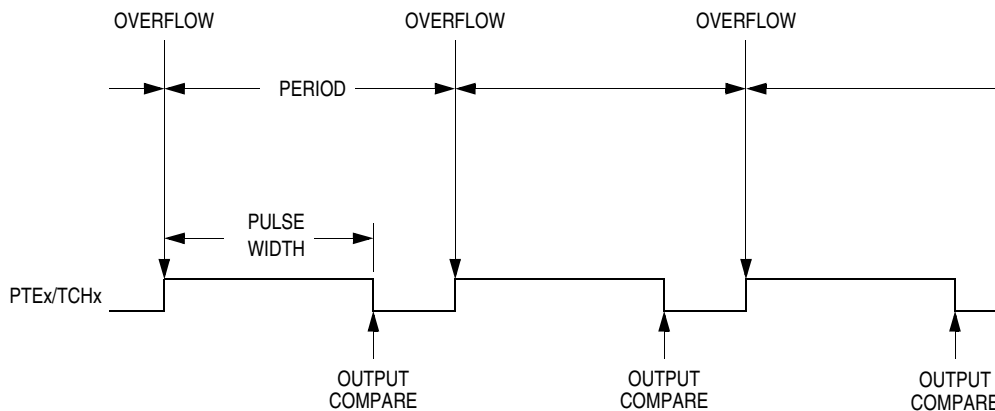 OVERFLOW
OVERFLOW
OVERFLOW
PERIOD
PULSE
WIDTH
PTEx/TCHx
OUTPUT
COMPARE
OUTPUT
COMPARE
OUTPUT
COMPARE